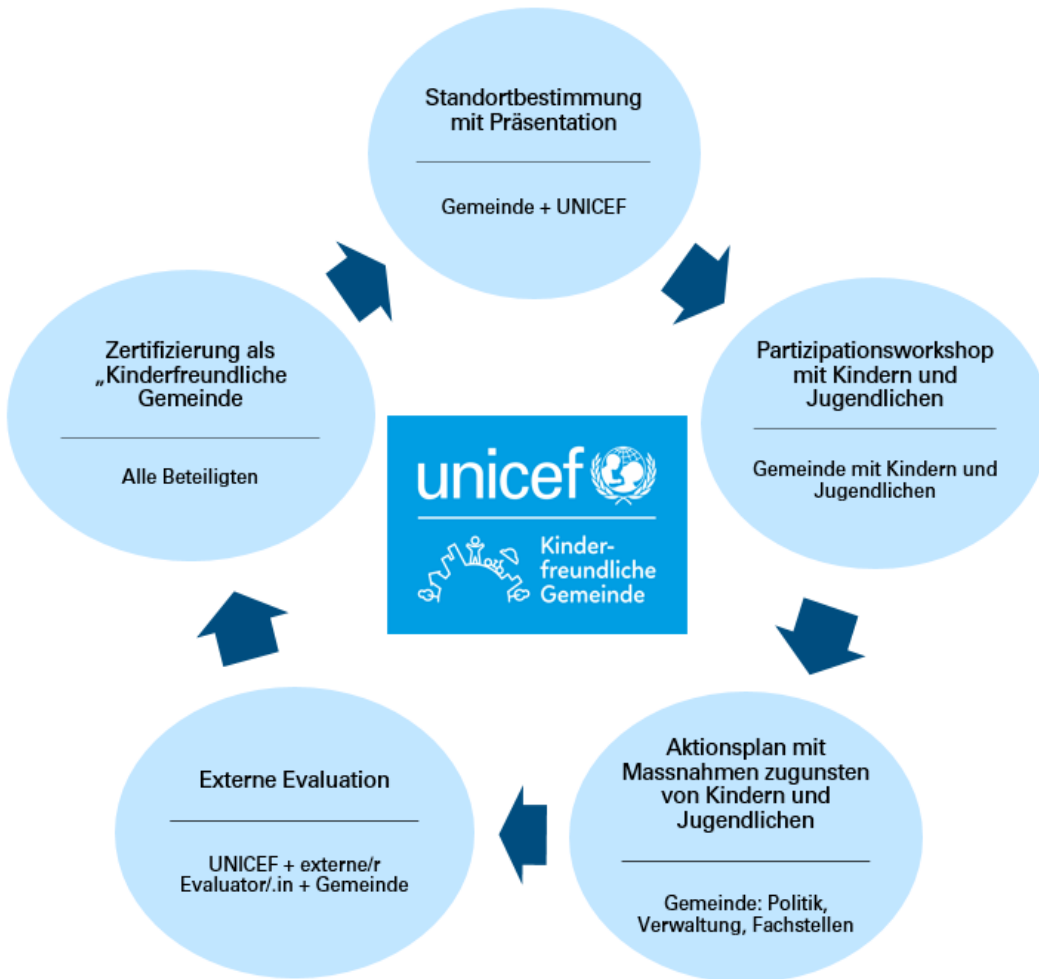 Standortbestimmung
mit Präsentation
Gemeinde + UNICEF
Partizipationsworkshop
mit Kindern und
Jugendlichen
Gemeinde mit Kindern und
Jugendlichen
Aktionsplan mit
Massnahmen zugunsten
von Kindern und
Jugendlichen
Gemeinde: Politik,
Verwaltung, Fachstellen
Externe Evaluation
UNICEF + externe/r
Evaluator/.in + Gemeinde
Zertifizierung als
„Kinderfreundliche
Gemeinde
Alle Beteiligten
unicef
Kinder-
freundliche
Gemeinde